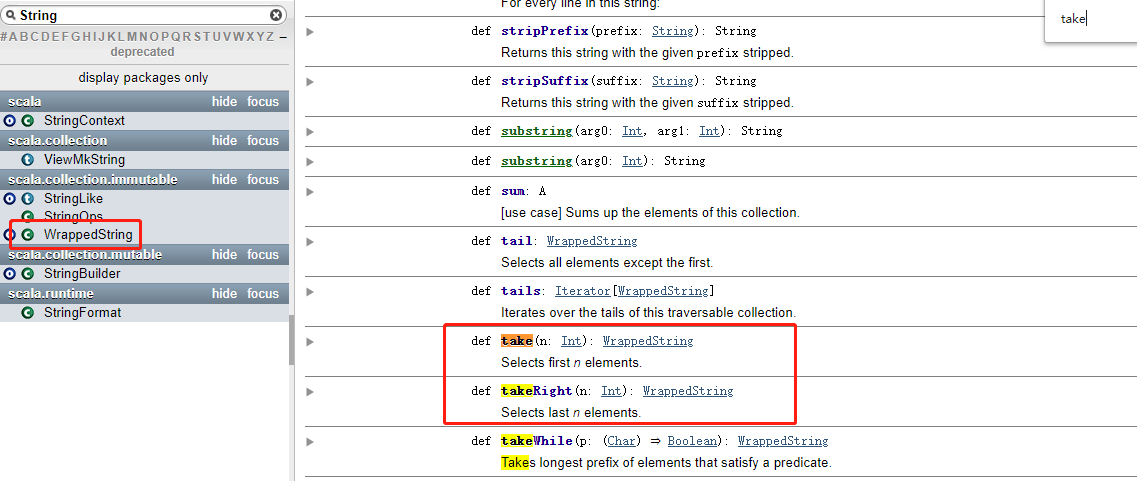 String
#ABCDEFGHIJKLMNOPQRSTUVWXYZ –
deprecated
display packages only
scala hide focus
StringContext
scala.collection hide focus
ViewMkString
scala.collection.immutable hide focus
StringLike
StringOps
WrappedString
scala.collection.mutable hide focus
StringBuilder
scala.runtime hide focus
StringFormat
take
For every line in this string:
def stripPrefix(prefix: String): String
Returns this string with the given prefix stripped.
def stripSuffix(suffix: String): String
Returns this string with the given suffix stripped.
def substring(arg0: Int, arg1: Int): String
def substring(arg0: Int): String
def sum: A
[use case] Sums up the elements of this collection.
def tail: WrappedString
Selects all elements except the first.
def tails: Iterator[WrappedString]
Iterates over the tails of this traversable collection.
def take(n: Int): WrappedString
Selects first n elements.
def takeRight(n: Int): WrappedString
Selects last n elements.
def takeWhile(p: (Char) ⇒ Boolean): WrappedString
Takes longest prefix of elements that satisfy a predicate.